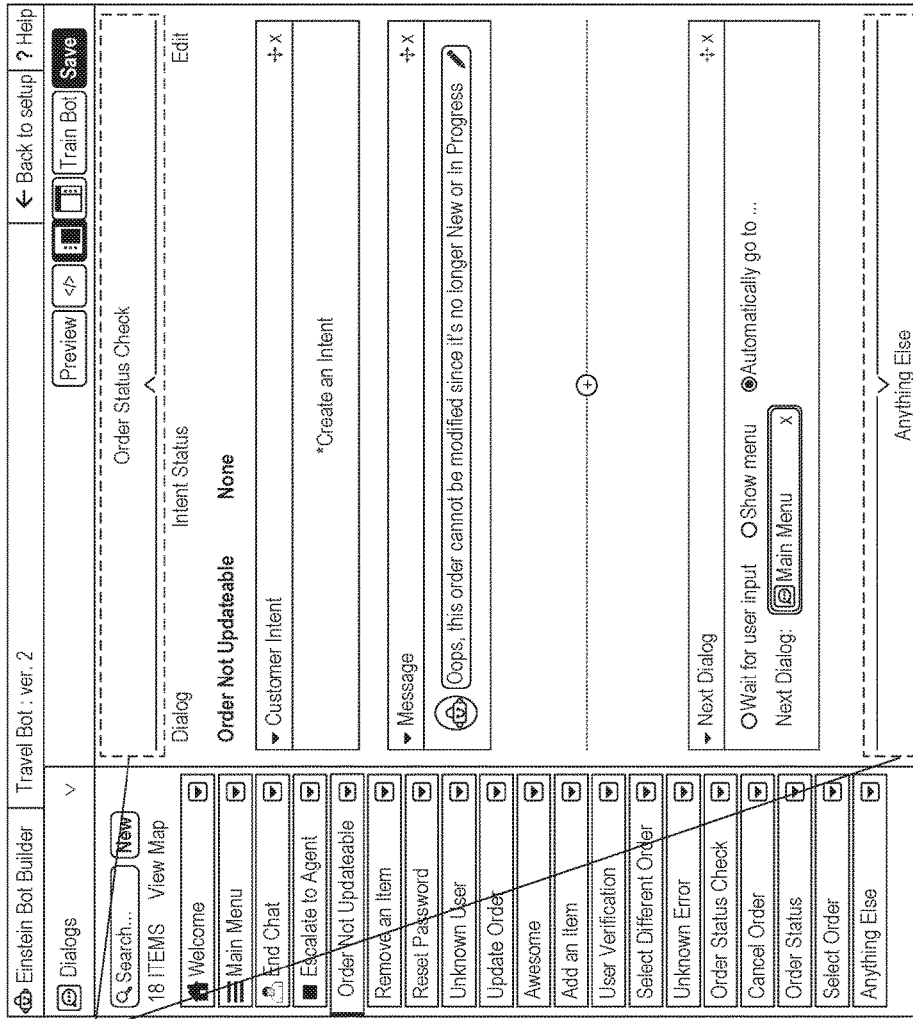 Einstein Bot Builder
Travel Bot : ver. 2
← Back to setup
? Help
Dialogs
Preview
</>
Train Bot
Save
Search...
New
18 ITEMS View Map
Welcome
Main Menu
End Chat
Escalate to Agent
Order Not Updateable
Remove an Item
Reset Password
Unknown User
Update Order
Awesome
Add an Item
User Verification
Select Different Order
Unknown Error
Order Status Check
Cancel Order
Order Status
Select Order
Anything Else
Order Status Check
Dialog Intent Status Edit
Order Not Updateable None
Customer Intent x
*Create an Intent
Message x
Oops, this order cannot be modified since it's no longer New or In Progress
Next Dialog x
Wait for user input Show menu Automatically go to ...
Next Dialog: Main Menu x
Anything Else